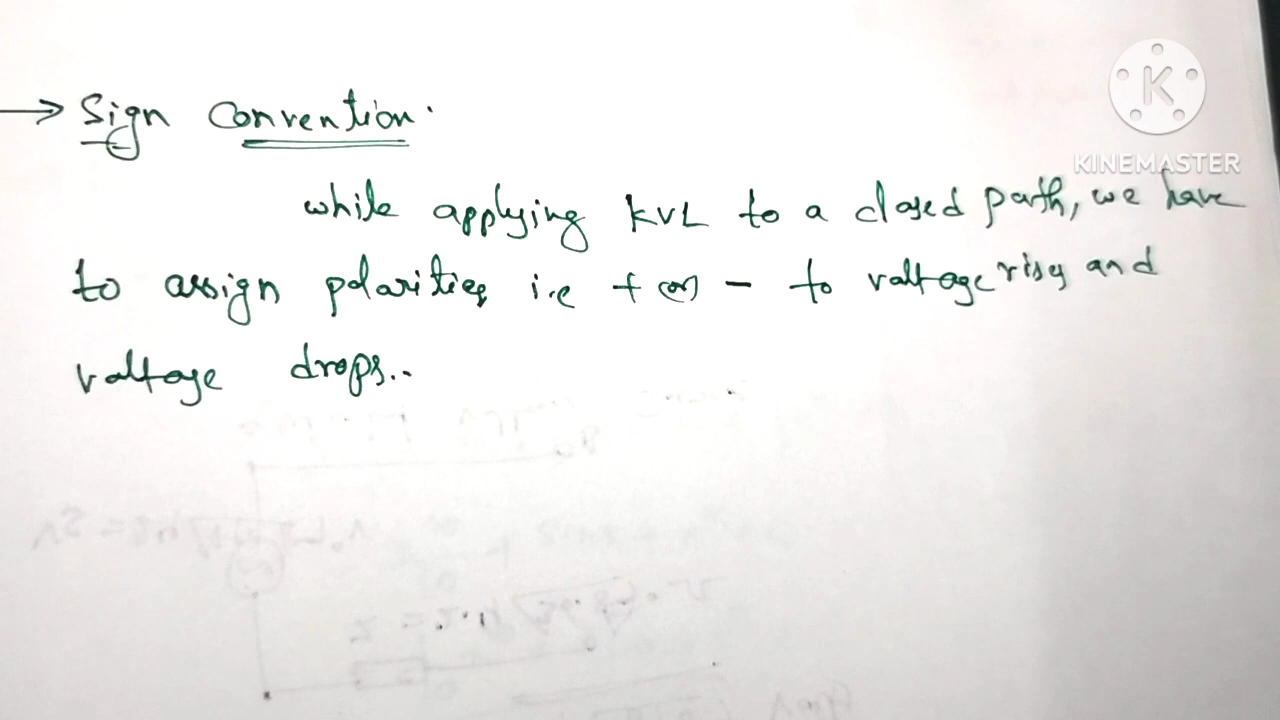 → Sign Convention.
while applying KVL to a closed path, we have
to assign polarities i.e + (or) - to voltage rises and
voltage drops..
K
KINEMASTER